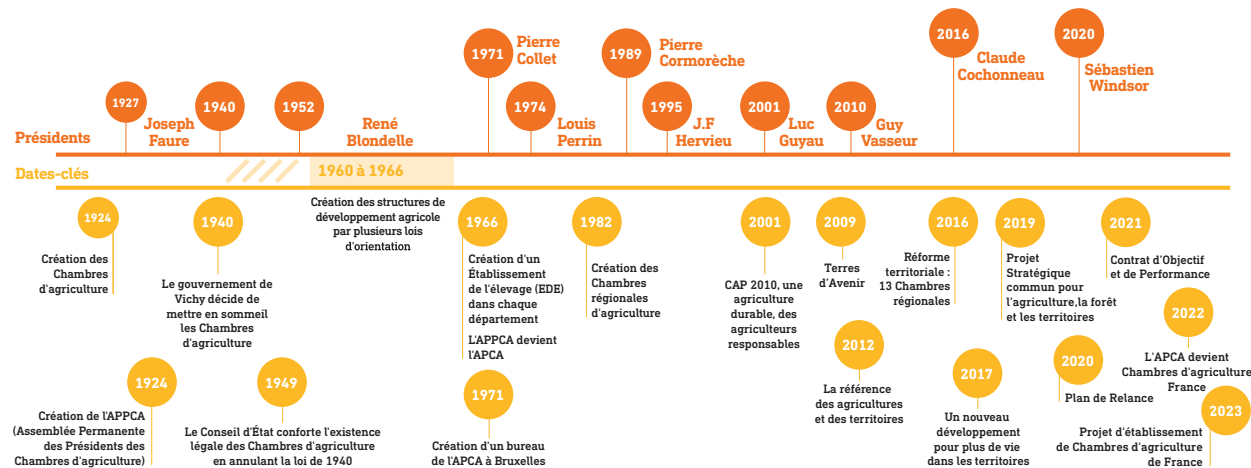 1927
Joseph
Faure
1940
1952
René
Blondelle
1971
Pierre
Collet
1974
Louis
Perrin
1989
Pierre
Cormorèche
1995
J.F
Hervieu
2001
Luc
Guyau
2010
Guy
Vasseur
2016
Claude
Cochonneau
2020
Sébastien
Windsor
Présidents
Dates-clés
1960 à 1966
Création des structures de
développement agricole
par plusieurs lois
d'orientation
1924
Création des
Chambres
d'agriculture
1940
Le gouvernement de
Vichy décide de
mettre en sommeil
les Chambres
d'agriculture
1966
Création d'un
Établissement
de l'élevage (EDE)
dans chaque
département
L'APPCA devient
l'APCA
1982
Création des
Chambres
régionales
d'agriculture
2001
CAP 2010, une
agriculture
durable, des
agriculteurs
responsables
2009
Terres
d'Avenir
2016
Réforme
territoriale :
13 Chambres
régionales
2019
Projet
Stratégique
commun pour
l'agriculture,la forêt
et les territoires
2021
Contrat d'Objectif
et de Performance
1924
Création de l'APPCA
(Assemblée Permanente
des Présidents des
Chambres d'agriculture)
1949
Le Conseil d'État conforte l'existence
légale des Chambres d'agriculture
en annulant la loi de 1940
1971
Création d'un bureau
de l'APCA à Bruxelles
2012
La référence
des agricultures
et des territoires
2017
Un nouveau
développement
pour plus de vie
dans les territoires
2020
Plan de Relance
2022
L'APCA devient
Chambres d'agriculture
France
2023
Projet d'établissement
de Chambres d'agriculture
de France